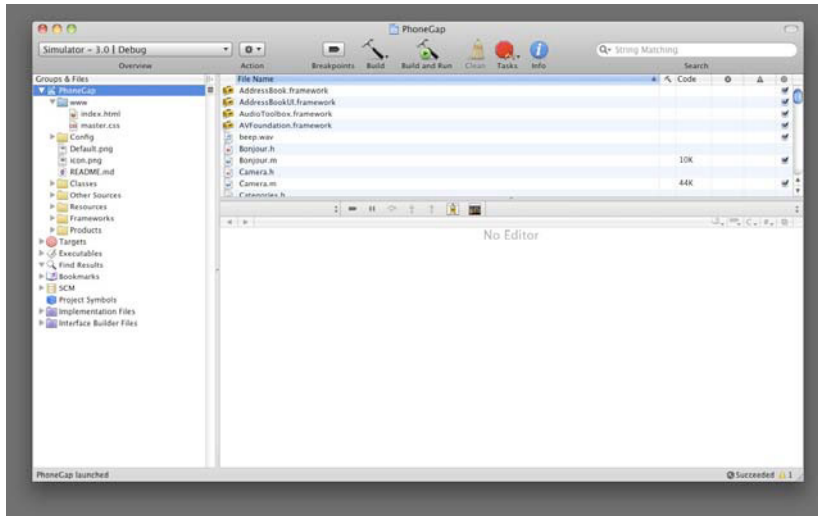 PhoneGap
Simulator - 3.0 | Debug
String Matching
Overview
Action
Breakpoints
Build
Build and Run
Clean
Tasks
Info
Search
Groups & Files
File Name
Code
PhoneGap
www
index.html
master.css
Config
Default.png
icon.png
README.md
Classes
Other Sources
Resources
Frameworks
Products
Targets
Executables
Find Results
Bookmarks
SCM
Project Symbols
Implementation Files
Interface Builder Files
AddressBook.framework
AddressBookUI.framework
AudioToolbox.framework
AVFoundation.framework
beep.wav
Bonjour.h
Bonjour.m 10K
Camera.h
Camera.m 44K
Categories.h
No Editor
PhoneGap launched
Succeeded 1